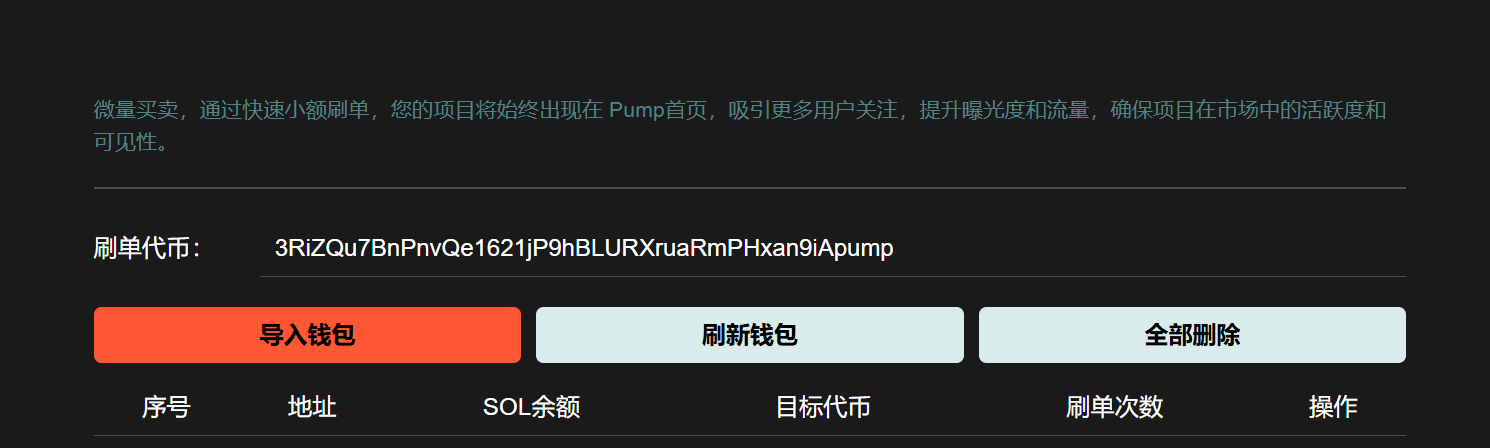 微量买卖，通过快速小额刷单，您的项目将始终出现在 Pump首页，吸引更多用户关注，提升曝光度和流量，确保项目在市场中的活跃度和
可见性。
刷单代币： 3RiZQu7BnPnvQe1621jP9hBLURXruaRmPHxan9iApump
导入钱包 刷新钱包 全部删除
序号 地址 SOL余额 目标代币 刷单次数 操作